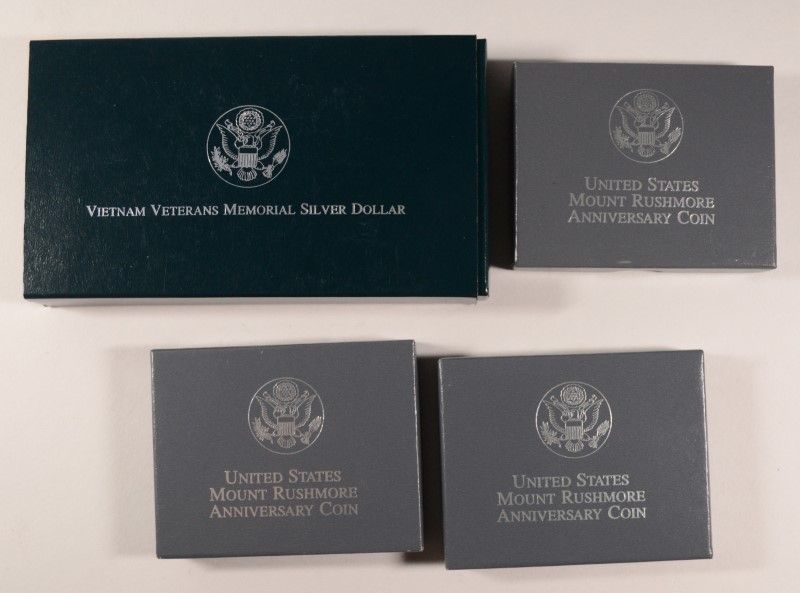 VIETNAM VETERANS MEMORIAL SILVER DOLLAR
UNITED STATES
MOUNT RUSHMORE
ANNIVERSARY COIN
UNITED STATES
MOUNT RUSHMORE
ANNIVERSARY COIN
UNITED STATES
MOUNT RUSHMORE
ANNIVERSARY COIN